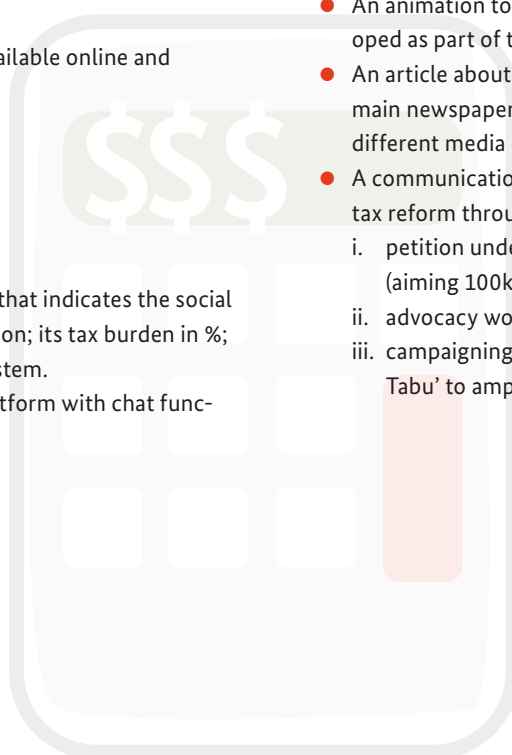 ailable online and
$$$
that indicates the social
on; its tax burden in %;
stem.
tform with chat func-
An animation to
oped as part of t
An article about
main newspaper
different media
A communicatio
tax reform throu
i. petition unde
(aiming 100k
ii. advocacy wo
iii. campaigning
Tabu’ to amp